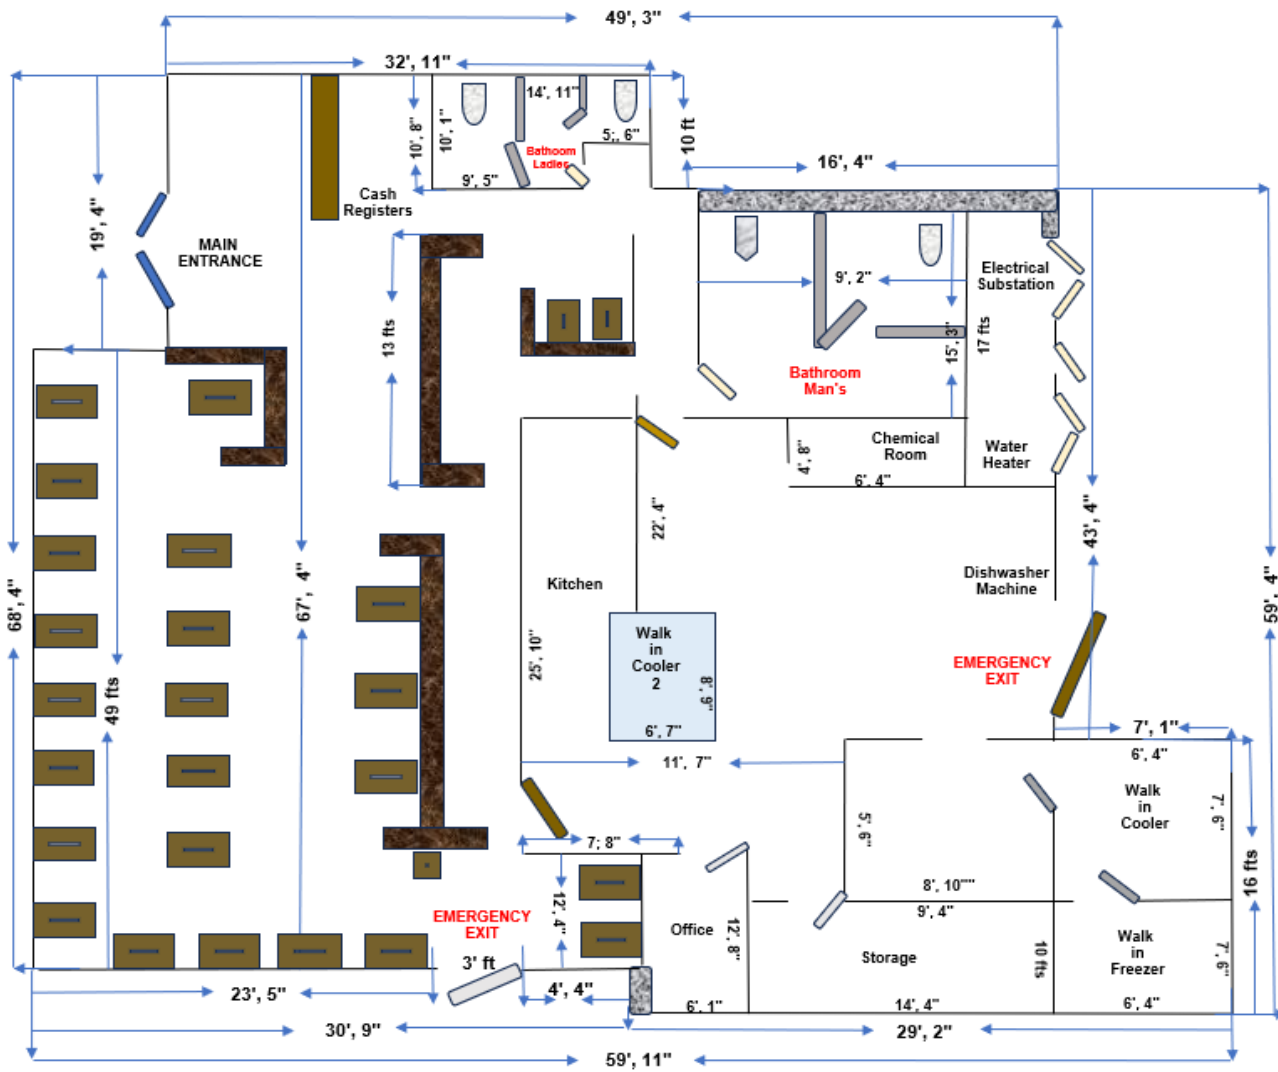 49', 3"
32', 11"
14', 11"
5;, 6"
10', 8"
10', 1"
Bathoom
Ladies
9', 5"
10 ft
16', 4"
Cash
Registers
19', 4"
MAIN
ENTRANCE
13 fts
9', 2"
Electrical
Substation
15', 3"
17 fts
Bathroom
Man's
Chemical
Room
4', 8"
6', 4"
Water
Heater
22', 4"
43', 4"
59', 4"
68', 4"
67', 4"
Kitchen
Dishwasher
Machine
Walk
in
Cooler
2
8', 9"
6', 7"
25', 10"
EMERGENCY
EXIT
49 fts
7', 1"
6', 4"
11', 7"
Walk
in
Cooler
7', 6"
5', 6"
7; 8"
16 fts
8', 10""
9', 4"
12', 4"
EMERGENCY
EXIT
Office
12', 8"
Storage
10 fts
Walk
in
Freezer
7', 6"
3' ft
23', 5"
4', 4"
6', 1"
14', 4"
6', 4"
30', 9"
29', 2"
59', 11"